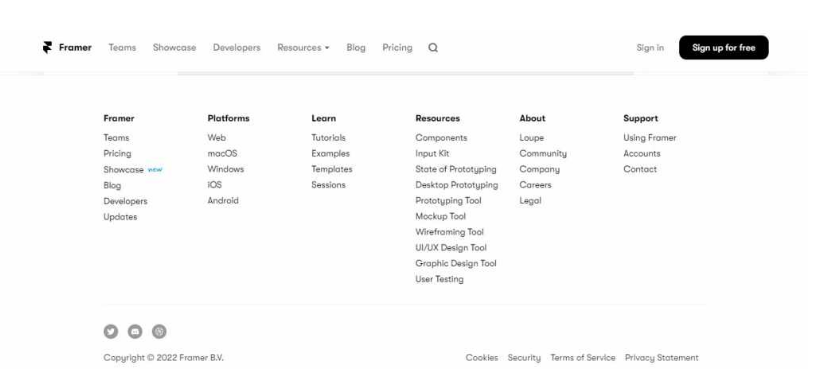 Framer Teams Showcase Developers Resources Blog Pricing Sign in Sign up for free
Framer
Teams
Pricing
Showcase NEW
Blog
Developers
Updates
Platforms
Web
macOS
Windows
iOS
Android
Learn
Tutorials
Examples
Templates
Sessions
Resources
Components
Input Kit
State of Prototyping
Desktop Prototyping
Prototyping Tool
Mockup Tool
Wireframing Tool
UI/UX Design Tool
Graphic Design Tool
User Testing
About
Loupe
Community
Company
Careers
Legal
Support
Using Framer
Accounts
Contact
Copyright © 2022 Framer B.V.
Cookies Security Terms of Service Privacy Statement